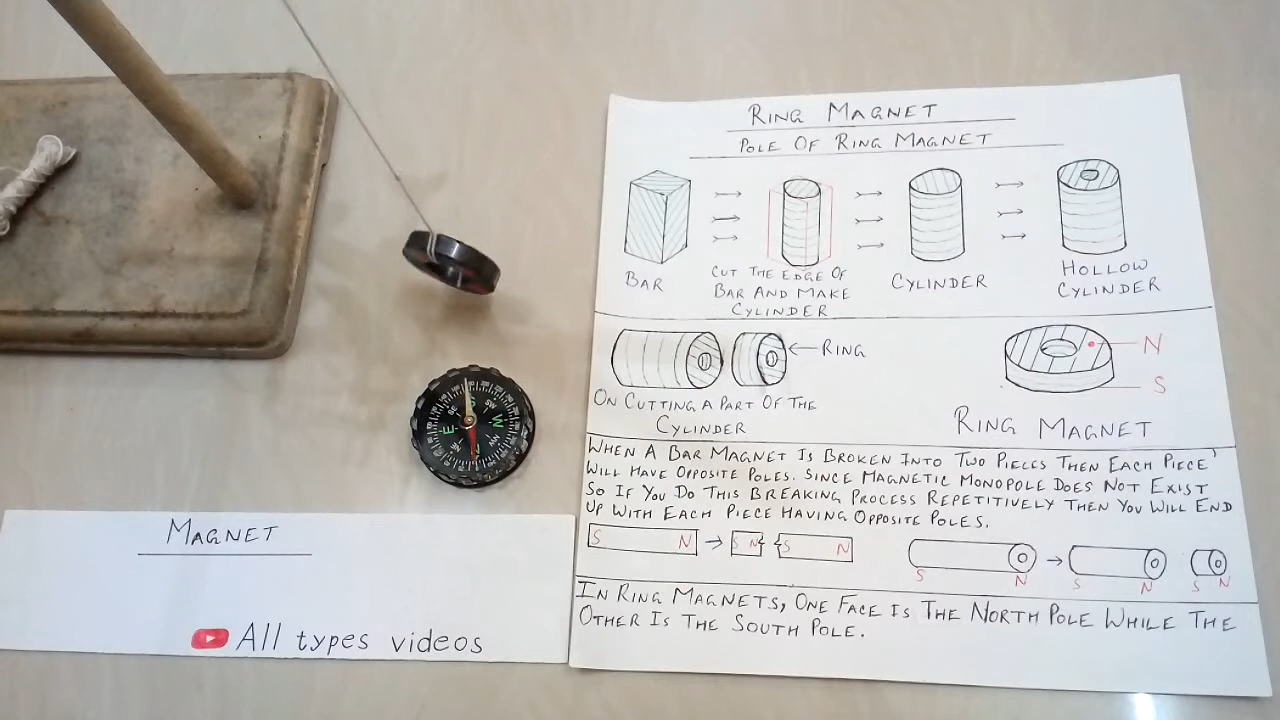 RING MAGNET
POLE OF RING MAGNET
BAR
CUT THE EDGE OF
BAR AND MAKE
CYLINDER
CYLINDER
HOLLOW
CYLINDER
RING
ON CUTTING A PART OF THE
CYLINDER
N
S
RING MAGNET
WHEN A BAR MAGNET IS BROKEN INTO TWO PIECES THEN EACH PIECE
WILL HAVE OPPOSITE POLES. SINCE MAGNETIC MONOPOLE DOES NOT EXIST
SO IF YOU DO THIS BREAKING PROCESS REPETITIVELY THEN YOU WILL END
UP WITH EACH PIECE HAVING OPPOSITE POLES.
S N S N S N
S N S N S N
IN RING MAGNETS, ONE FACE IS THE NORTH POLE WHILE THE
OTHER IS THE SOUTH POLE.
SE SW
E W
NE NW
MAGNET
All types videos